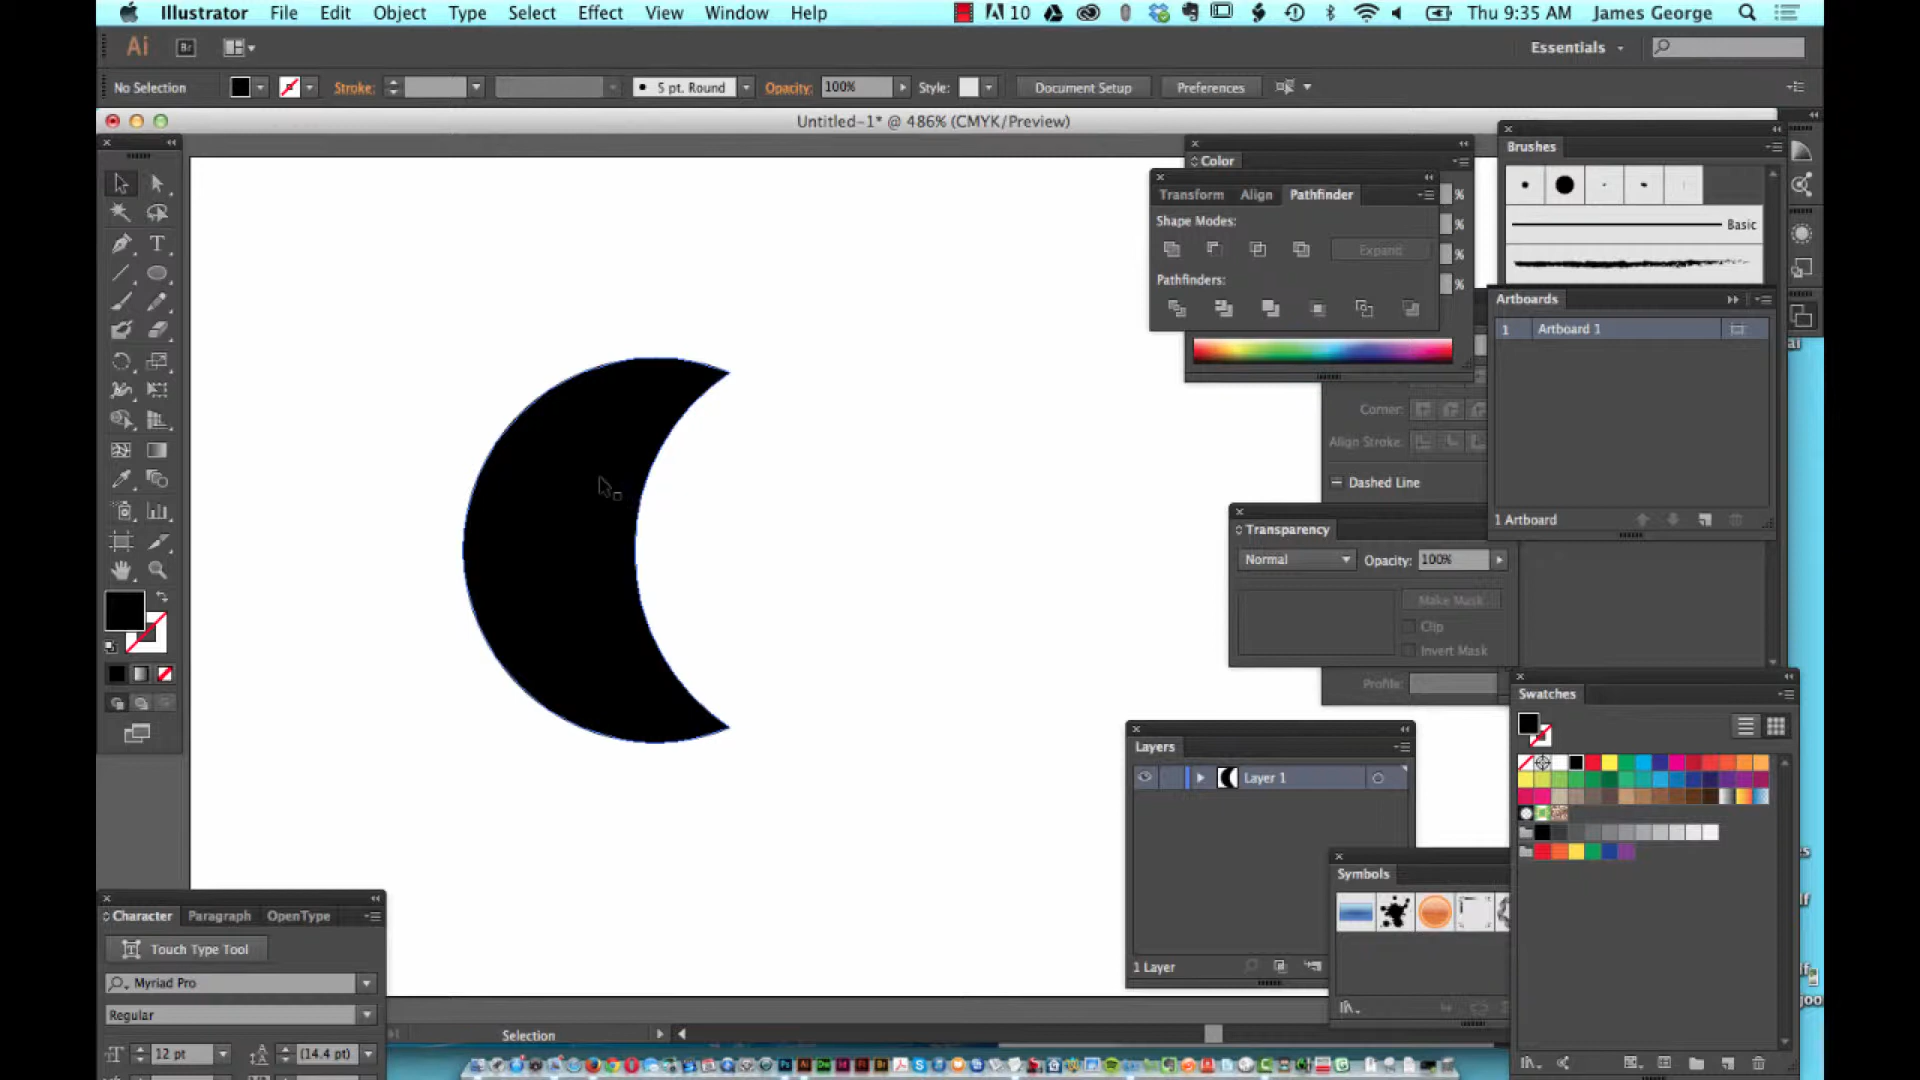 Illustrator File Edit Object Type Select Effect View Window Help 10 Thu 9:35 AM James George
Ai Br Essentials
No Selection Stroke: 5 pt. Round Opacity: 100% Style: Document Setup Preferences
Untitled-1* @ 486% (CMYK/Preview)
Color
Transform Align Pathfinder
Shape Modes:
Expand
Pathfinders:
%
%
%
%
Brushes
Basic
Artboards
1 Artboard 1
1 Artboard
Corner:
Align Stroke:
Dashed Line
Profile:
Transparency
Normal Opacity: 100%
Make Mask
Clip
Invert Mask
Layers
Layer 1
1 Layer
Symbols
Swatches
Character Paragraph OpenType
Touch Type Tool
Myriad Pro
Regular
12 pt (14.4 pt)
Selection